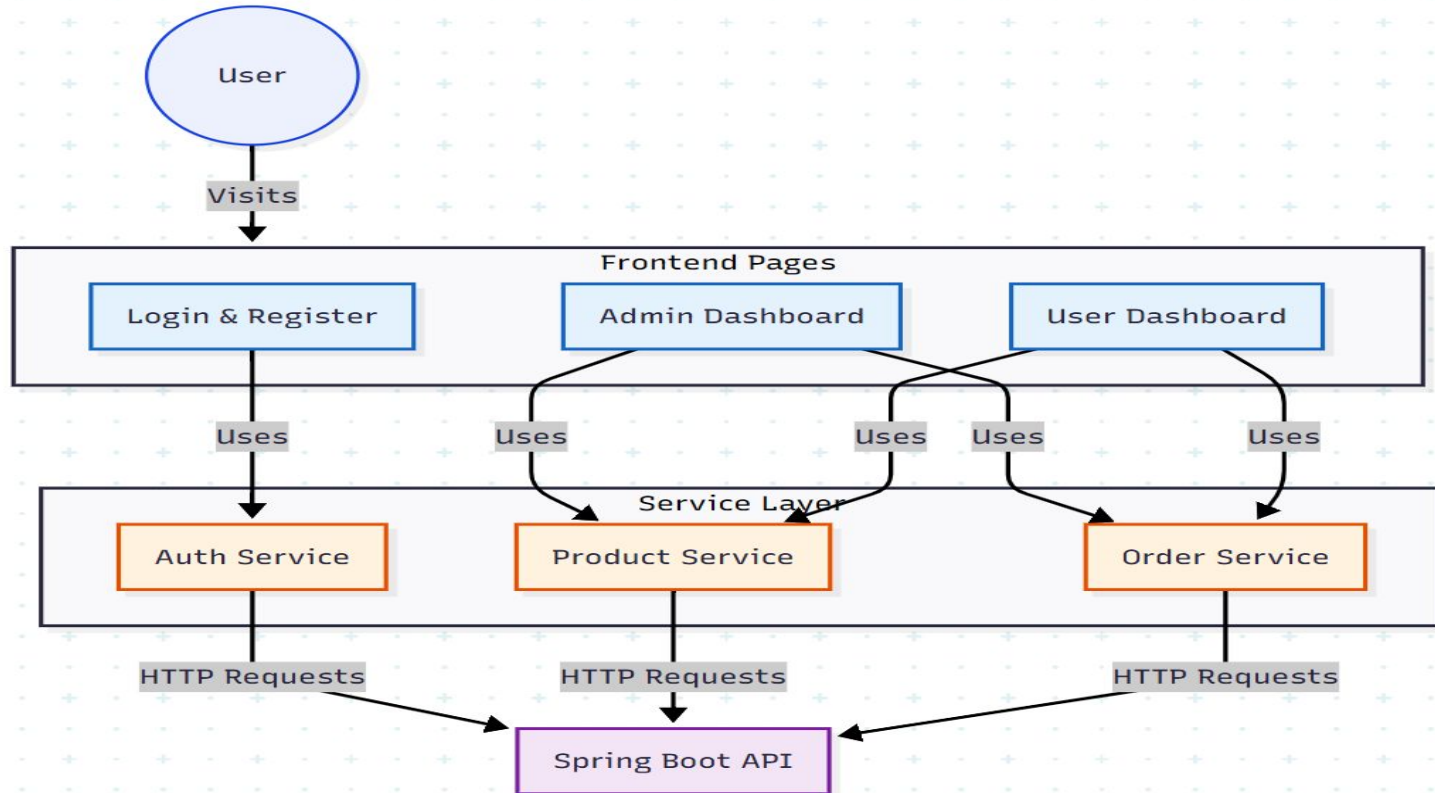 User
Visits
Frontend Pages
Login & Register
Admin Dashboard
User Dashboard
Uses
Uses
Uses
Uses
Uses
Service Layer
Auth Service
Product Service
Order Service
HTTP Requests
HTTP Requests
HTTP Requests
Spring Boot API